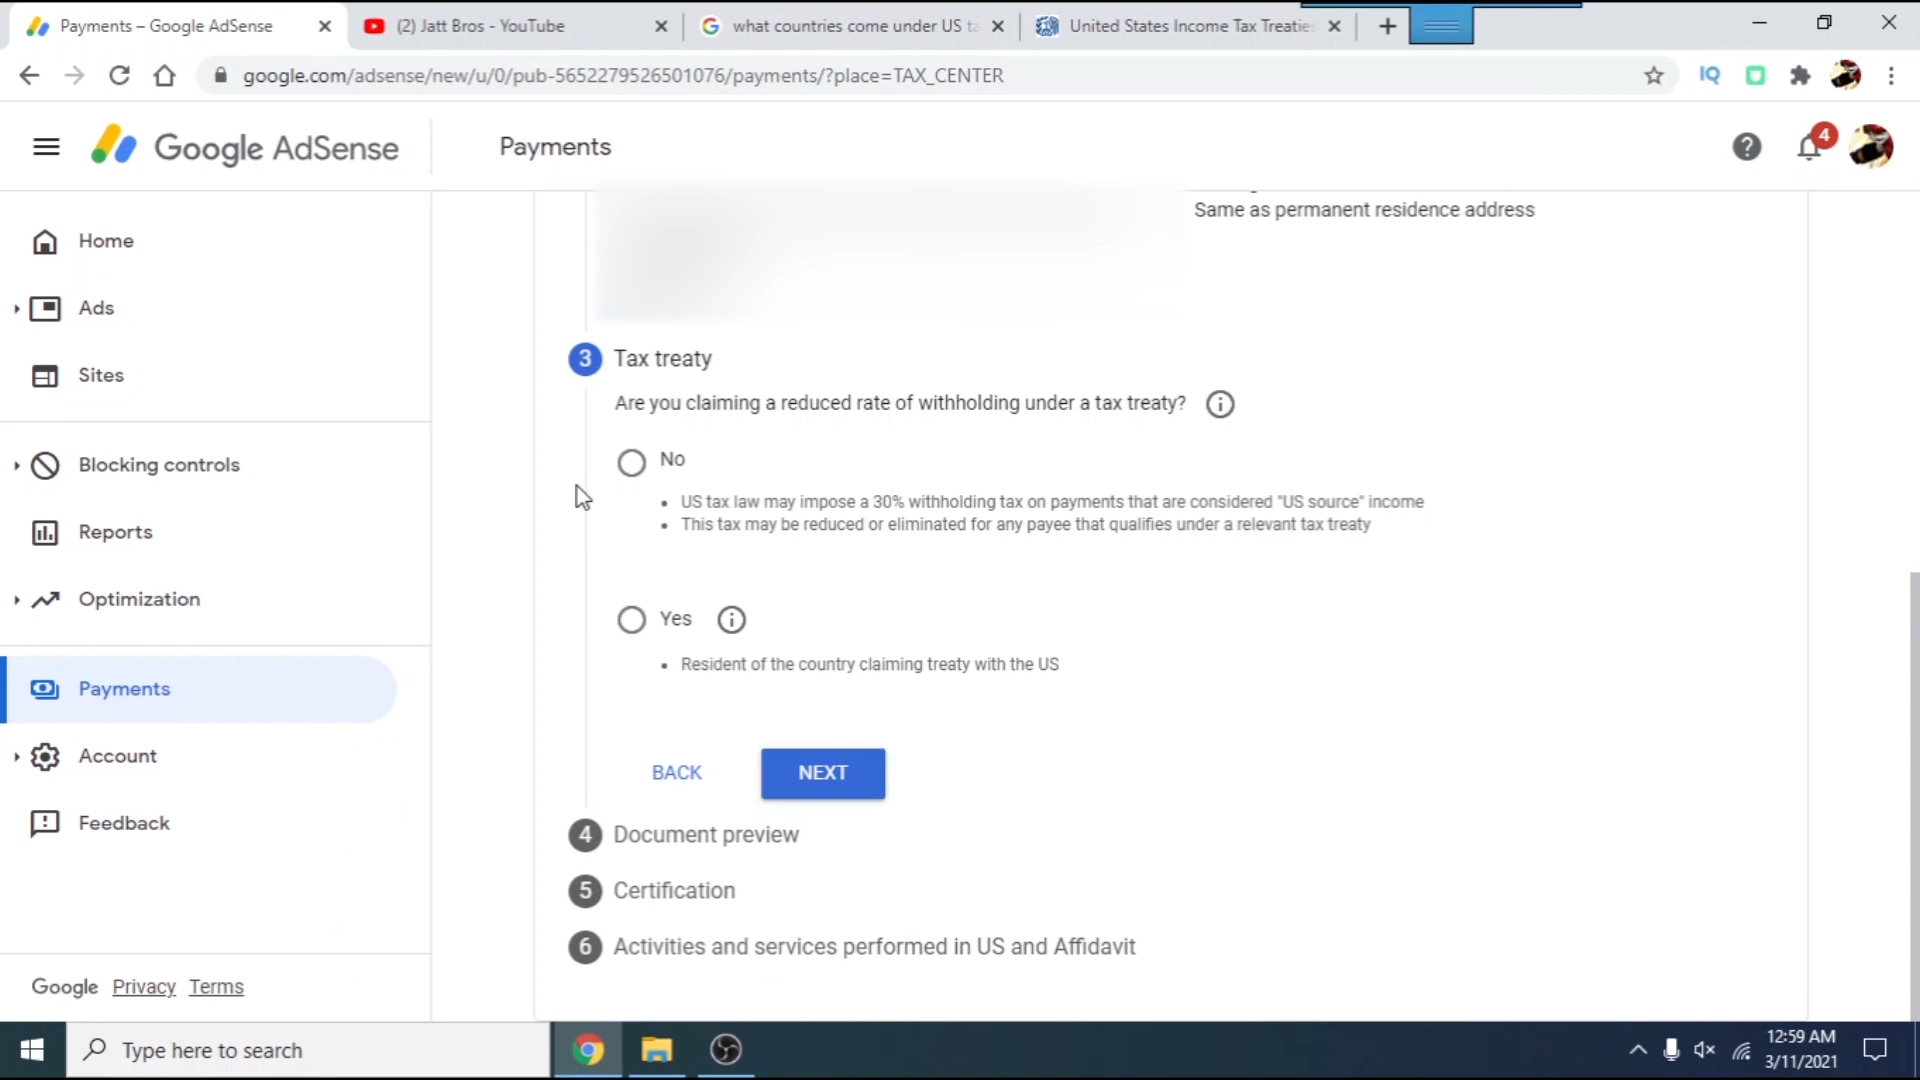 Payments – Google AdSense
(2) Jatt Bros - YouTube
what countries come under US ta
United States Income Tax Treaties
google.com/adsense/new/u/0/pub-5652279526501076/payments/?place=TAX_CENTER
IQ
Google AdSense
Payments
4
Home
Ads
Sites
Blocking controls
Reports
Optimization
Payments
Account
Feedback
Google Privacy Terms
Same as permanent residence address
3 Tax treaty
Are you claiming a reduced rate of withholding under a tax treaty?
No
• US tax law may impose a 30% withholding tax on payments that are considered "US source" income
• This tax may be reduced or eliminated for any payee that qualifies under a relevant tax treaty
Yes
• Resident of the country claiming treaty with the US
BACK
NEXT
4 Document preview
5 Certification
6 Activities and services performed in US and Affidavit
Type here to search
12:59 AM
3/11/2021